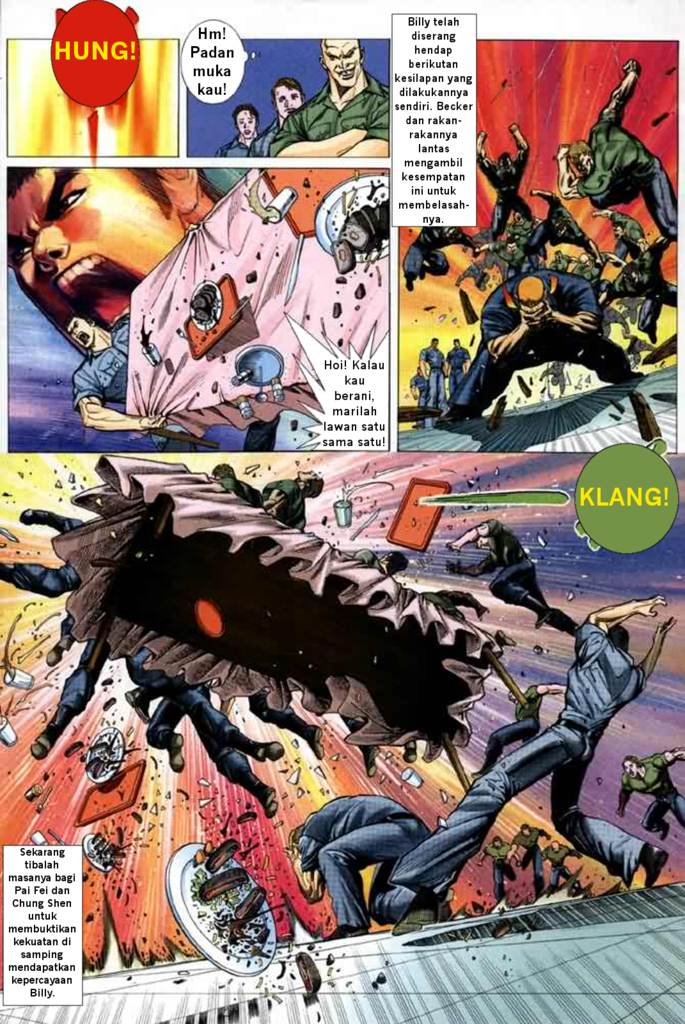 HUNG!
Hm!
Padan
muka
kau!
Billy telah
diserang
hendap
berikutan
kesilapan yang
dilakukannya
sendiri. Becker
dan rakan-
rakannya
lantas
mengambil
kesempatan
ini untuk
membelasah-
nya.
Hoi! Kalau
kau
berani,
marilah
lawan satu
sama satu!
KLANG!
Sekarang
tibalah
masanya bagi
Pai Fei dan
Chung Shen
untuk
membuktikan
kekuatan di
samping
mendapatkan
kepercayaan
Billy.